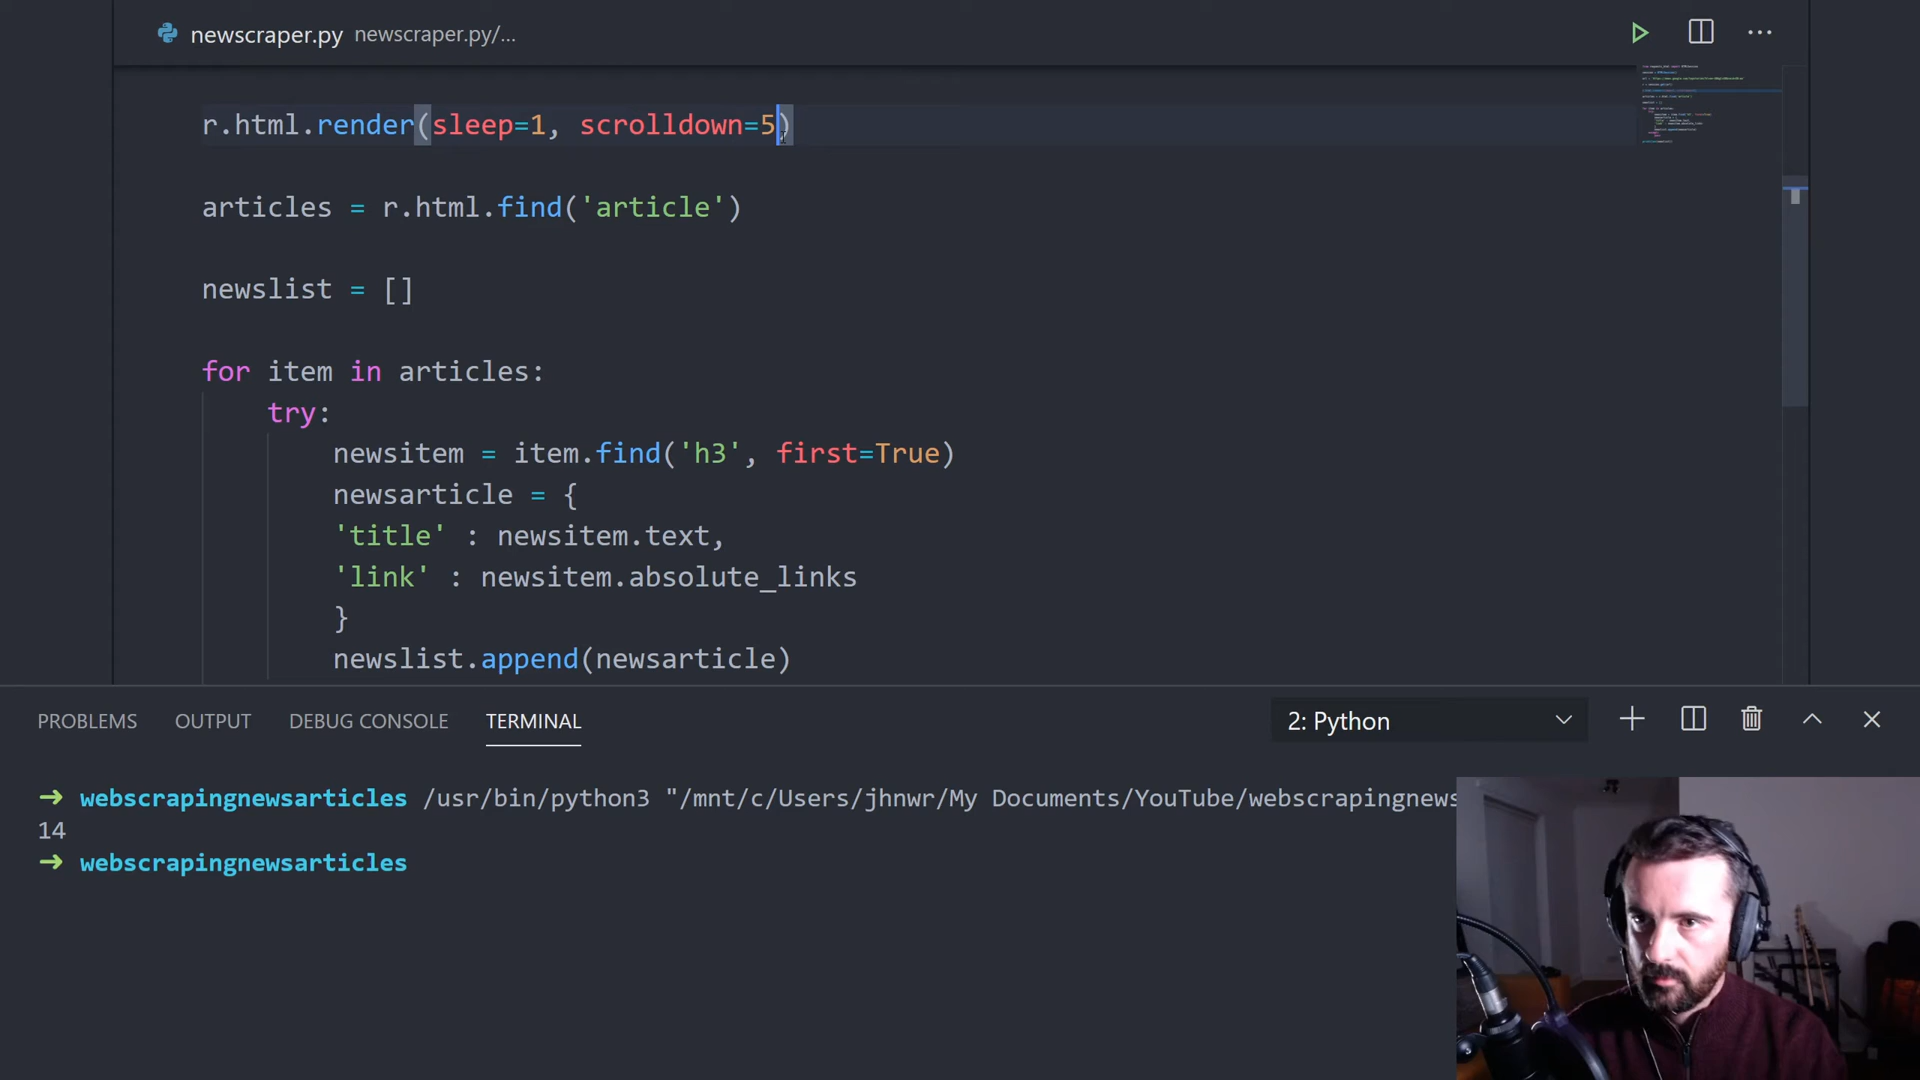 newscraper.py newscraper.py/...
r.html.render(sleep=1, scrolldown=5)
articles = r.html.find('article')
newslist = []
for item in articles:
try:
newsitem = item.find('h3', first=True)
newsarticle = {
'title' : newsitem.text,
'link' : newsitem.absolute_links
}
newslist.append(newsarticle)
PROBLEMS OUTPUT DEBUG CONSOLE TERMINAL 2: Python
→ webscrapingnewsarticles /usr/bin/python3 "/mnt/c/Users/jhnwr/My Documents/YouTube/webscrapingnews
14
→ webscrapingnewsarticles